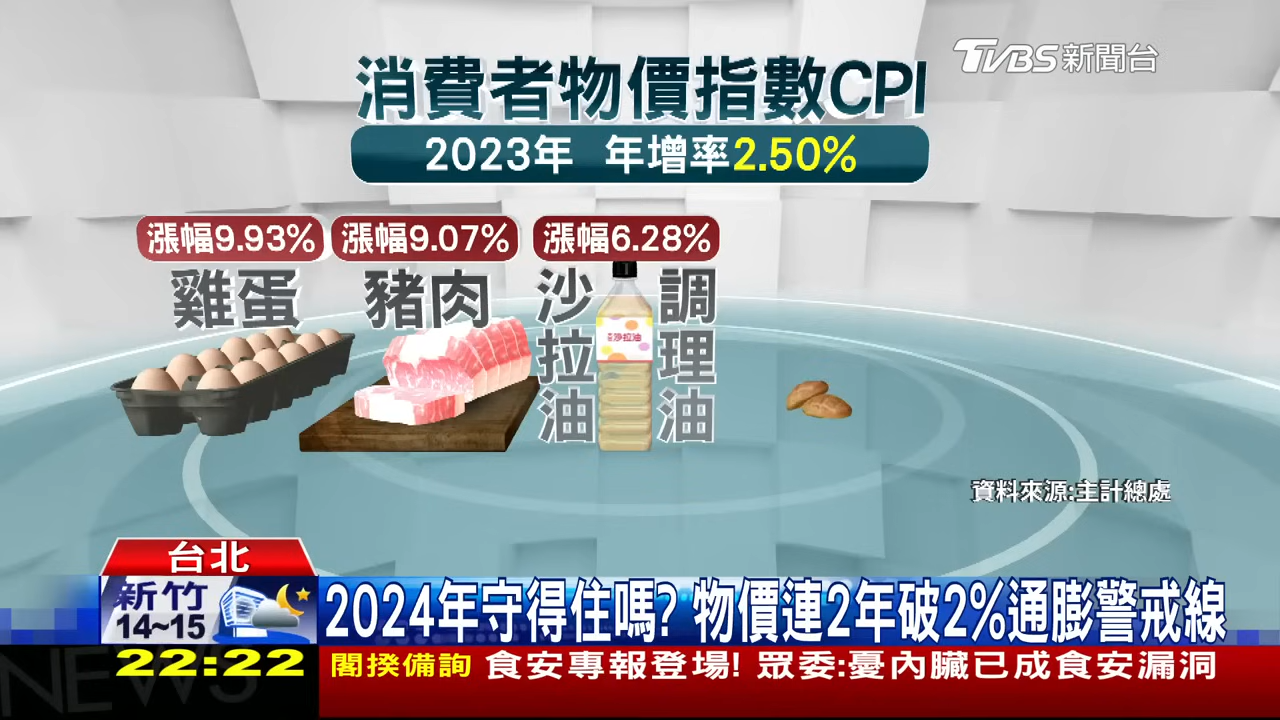 TVBS新聞台
消費者物價指數CPI
2023年 年增率2.50%
漲幅9.93%
雞蛋
漲幅9.07%
豬肉
漲幅6.28%
沙拉油
調理油
沙拉油
資料來源:主計總處
台北
新竹
14~15
2024年守得住嗎? 物價連2年破2%通膨警戒線
22:22
閣揆備詢 食安專報登場! 眾委:憂內臟已成食安漏洞
NEWS